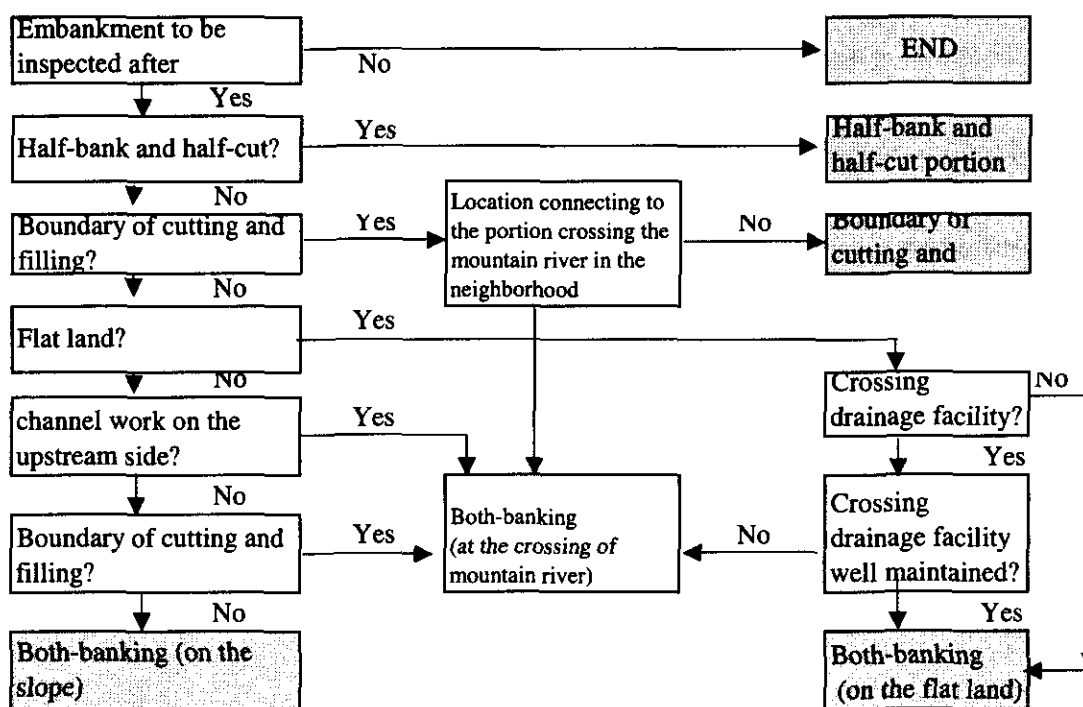 Embankment to be
inspected after
No
END
Yes
Half-bank and half-cut?
Yes
Half-bank and
half-cut portion
No
Boundary of cutting and
filling?
Yes
Location connecting to
the portion crossing the
mountain river in the
neighborhood
No
Boundary of
cutting and
No
Flat land?
Yes
No
Crossing
drainage facility?
No
channel work on the
upstream side?
Yes
Yes
No
Both-banking
(at the crossing of
mountain river)
Crossing
drainage facility
well maintained?
Boundary of cutting and
filling?
Yes
No
No
Yes
Both-banking (on the
slope)
Both-banking
(on the flat land)